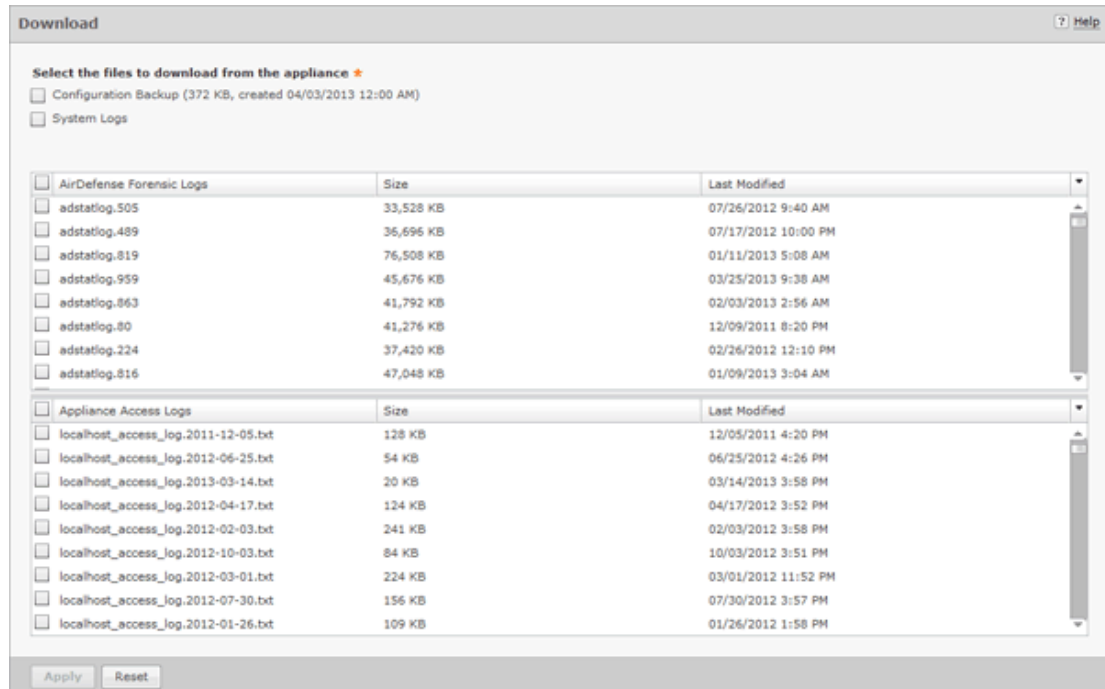 Download ? Help
Select the files to download from the appliance *
Configuration Backup (372 KB, created 04/03/2013 12:00 AM)
System Logs
AirDefense Forensic Logs Size Last Modified
adstatlog.505 33,528 KB 07/26/2012 9:40 AM
adstatlog.489 36,696 KB 07/17/2012 10:00 PM
adstatlog.819 76,508 KB 01/11/2013 5:08 AM
adstatlog.959 45,676 KB 03/25/2013 9:38 AM
adstatlog.863 41,792 KB 02/03/2013 2:56 AM
adstatlog.80 41,276 KB 12/09/2011 8:20 PM
adstatlog.224 37,420 KB 02/26/2012 12:10 PM
adstatlog.816 47,048 KB 01/09/2013 3:04 AM
Appliance Access Logs Size Last Modified
localhost_access_log.2011-12-05.txt 128 KB 12/05/2011 4:20 PM
localhost_access_log.2012-06-25.txt 54 KB 06/25/2012 4:26 PM
localhost_access_log.2013-03-14.txt 20 KB 03/14/2013 3:58 PM
localhost_access_log.2012-04-17.txt 124 KB 04/17/2012 3:52 PM
localhost_access_log.2012-02-03.txt 241 KB 02/03/2012 3:58 PM
localhost_access_log.2012-10-03.txt 84 KB 10/03/2012 3:51 PM
localhost_access_log.2012-03-01.txt 224 KB 03/01/2012 11:52 PM
localhost_access_log.2012-07-30.txt 156 KB 07/30/2012 3:57 PM
localhost_access_log.2012-01-26.txt 109 KB 01/26/2012 1:58 PM
Apply Reset